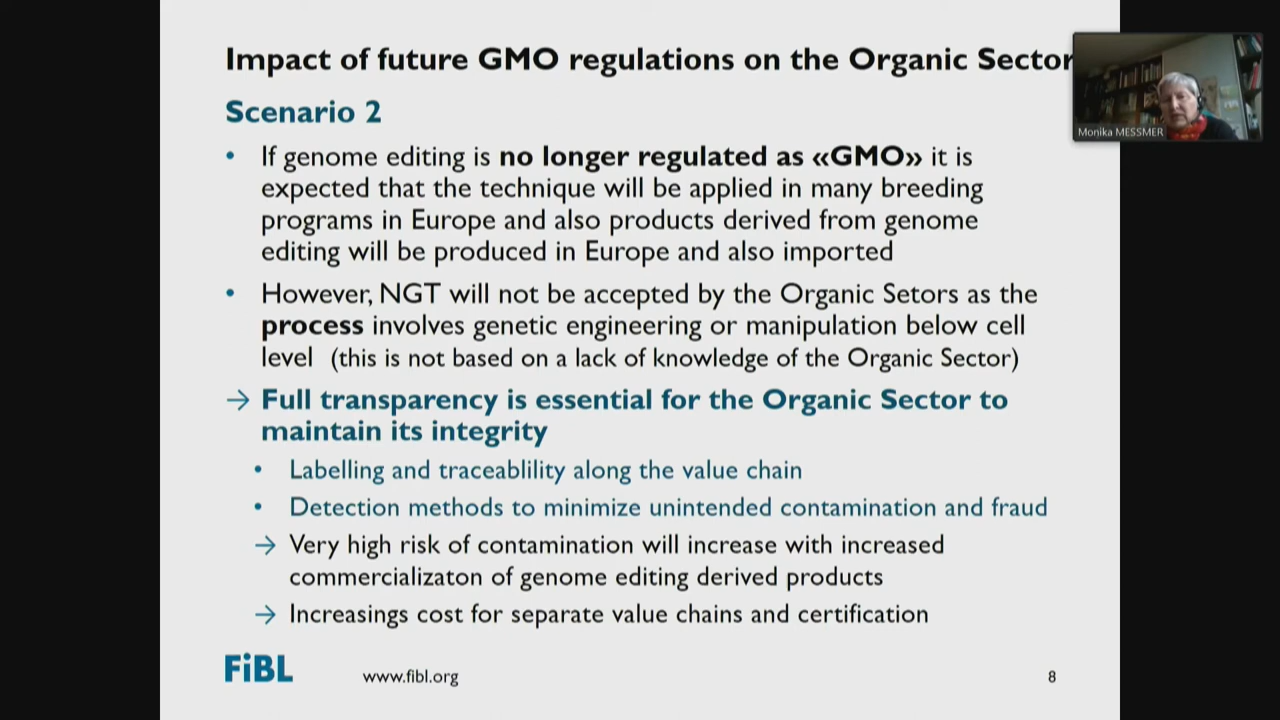 Impact of future GMO regulations on the Organic Sector
Monika MESSMER
Scenario 2
• If genome editing is no longer regulated as «GMO» it is
expected that the technique will be applied in many breeding
programs in Europe and also products derived from genome
editing will be produced in Europe and also imported
• However, NGT will not be accepted by the Organic Setors as the
process involves genetic engineering or manipulation below cell
level (this is not based on a lack of knowledge of the Organic Sector)
→ Full transparency is essential for the Organic Sector to
maintain its integrity
• Labelling and traceablility along the value chain
• Detection methods to minimize unintended contamination and fraud
→ Very high risk of contamination will increase with increased
commercializaton of genome editing derived products
→ Increasings cost for separate value chains and certification
FiBL www.fibl.org 8